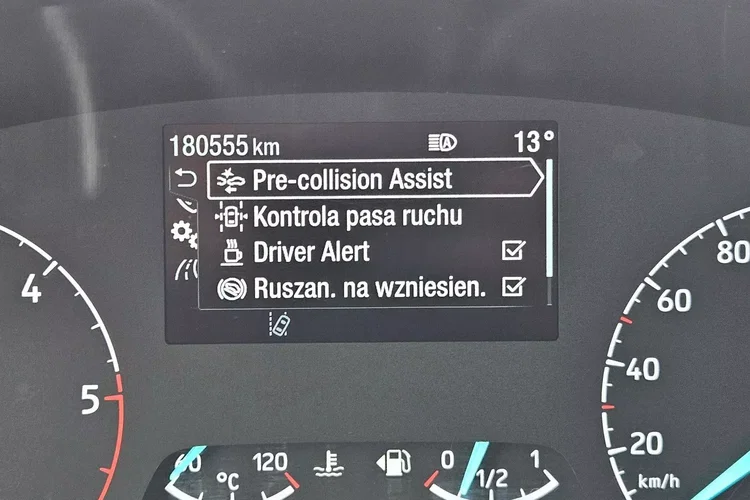 180555 km 13°
Pre-collision Assist
Kontrola pasa ruchu
Driver Alert
Ruszan. na wzniesien.
4
5
80
60
40
20
km/h
60 °C 120
0 1/2 1